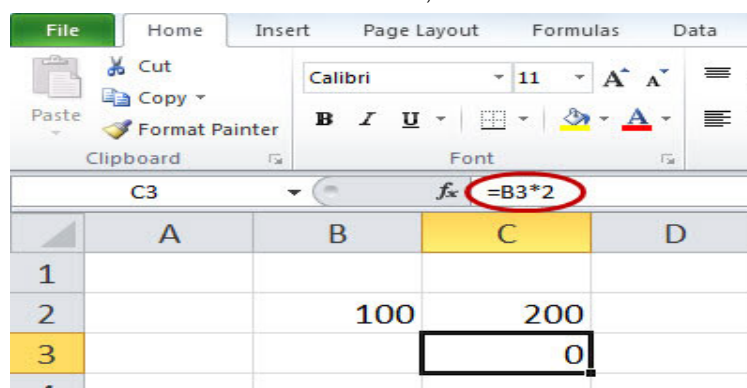 File Home Insert Page Layout Formulas Data
Cut
Calibri 11 A A
Copy
Paste
B I U A
Format Painter
Clipboard Font
C3 fx =B3*2
A B C D
1
2 100 200
3 0